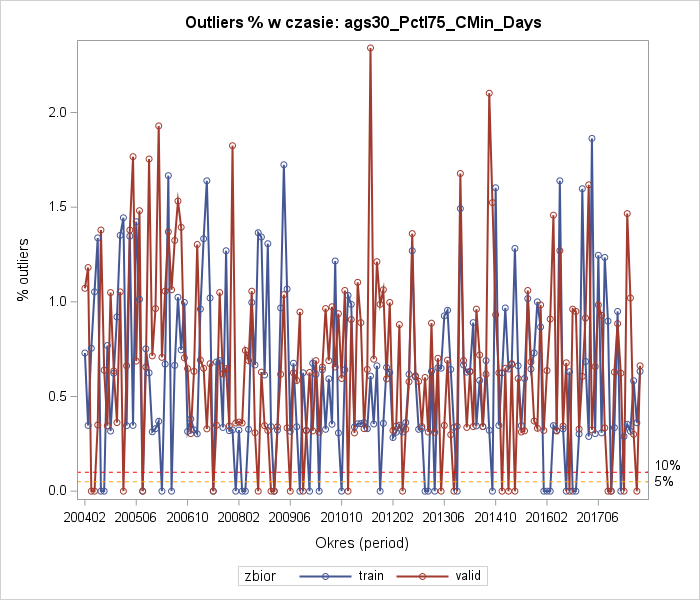 Outliers % w czasie: ags30_Pctl75_CMin_Days
% outliers
2.0
1.5
1.0
0.5
0.0
10%
5%
200402 200506 200610 200802 200906 201010 201202 201306 201410 201602 201706
Okres (period)
zbior train valid